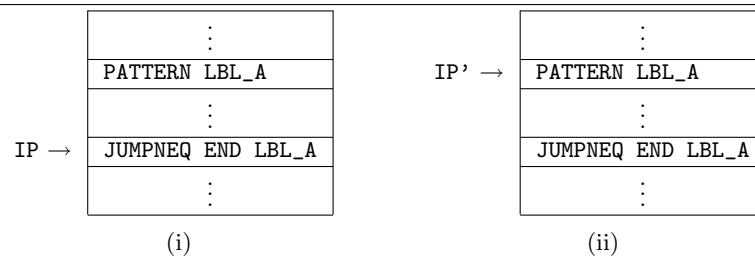 ⋮ ⋮
PATTERN LBL_A IP' → PATTERN LBL_A
⋮ ⋮
IP → JUMPNEQ END LBL_A JUMPNEQ END LBL_A
⋮ ⋮
(i) (ii)